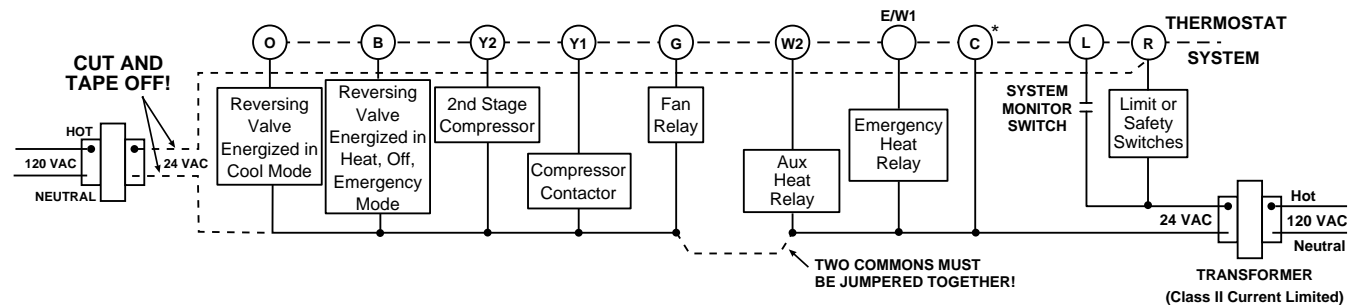 E/W1
O B Y2 Y1 G W2 C * L R
THERMOSTAT
SYSTEM
CUT AND
TAPE OFF!
HOT
120 VAC
24 VAC
NEUTRAL
Reversing
Valve
Energized in
Cool Mode
Reversing
Valve
Energized in
Heat, Off,
Emergency
Mode
2nd Stage
Compressor
Compressor
Contactor
Fan
Relay
Aux
Heat
Relay
Emergency
Heat Relay
SYSTEM
MONITOR
SWITCH
Limit or
Safety
Switches
24 VAC
Hot
120 VAC
Neutral
TWO COMMONS MUST
BE JUMPERED TOGETHER!
TRANSFORMER
(Class II Current Limited)